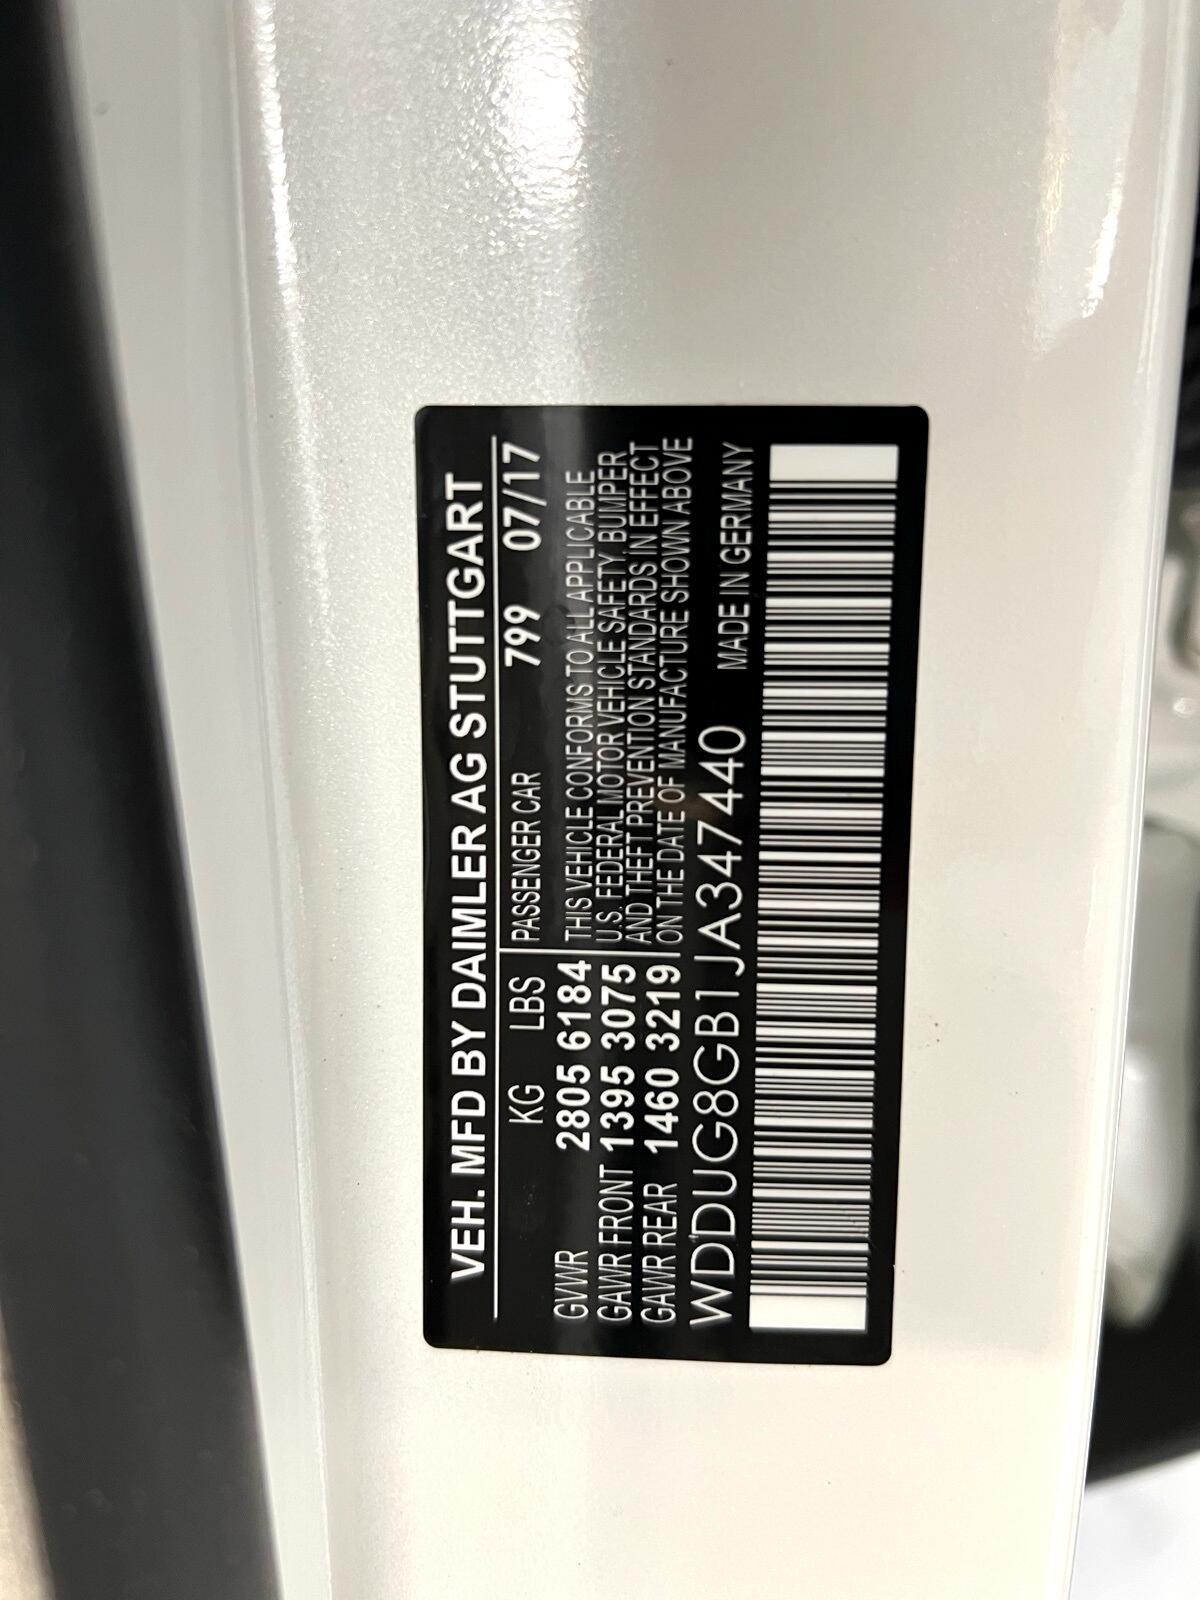 VEH. MFD BY DAIMLER AG STUTTGART
KG LBS PASSENGER CAR 799 07/17
GVWR 2805 6184 THIS VEHICLE CONFORMS TO ALL APPLICABLE
GAWR FRONT 1395 3075 U.S. FEDERAL MOTOR VEHICLE SAFETY, BUMPER
AND THEFT PREVENTION STANDARDS IN EFFECT
GAWR REAR 1460 3219 ON THE DATE OF MANUFACTURE SHOWN ABOVE
WDDUG8GB1JA347440 MADE IN GERMANY